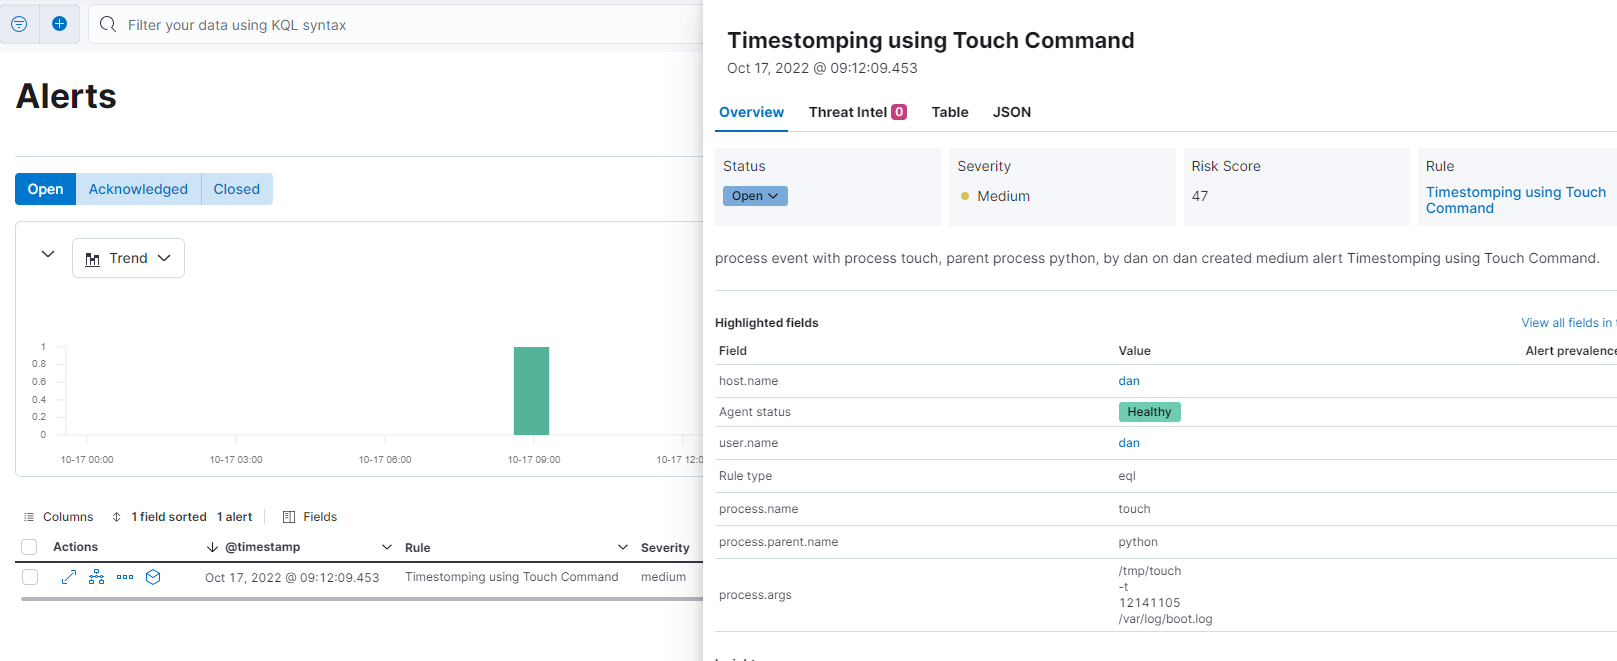 Filter your data using KQL syntax
Alerts
Open Acknowledged Closed
Trend
1
0.8
0.6
0.4
0.2
0
10-17 00:00 10-17 03:00 10-17 06:00 10-17 09:00 10-17 12:0
Columns 1 field sorted 1 alert Fields
Actions @timestamp Rule Severity
Oct 17, 2022 @ 09:12:09.453 Timestomping using Touch Command medium
Timestomping using Touch Command
Oct 17, 2022 @ 09:12:09.453
Overview Threat Intel 0 Table JSON
Status Severity Risk Score Rule
Open Medium 47 Timestomping using Touch
Command
process event with process touch, parent process python, by dan on dan created medium alert Timestomping using Touch Command.
Highlighted fields View all fields in
Field Value Alert prevalence
host.name dan
Agent status Healthy
user.name dan
Rule type eql
process.name touch
process.parent.name python
process.args
/tmp/touch
-t
12141105
/var/log/boot.log